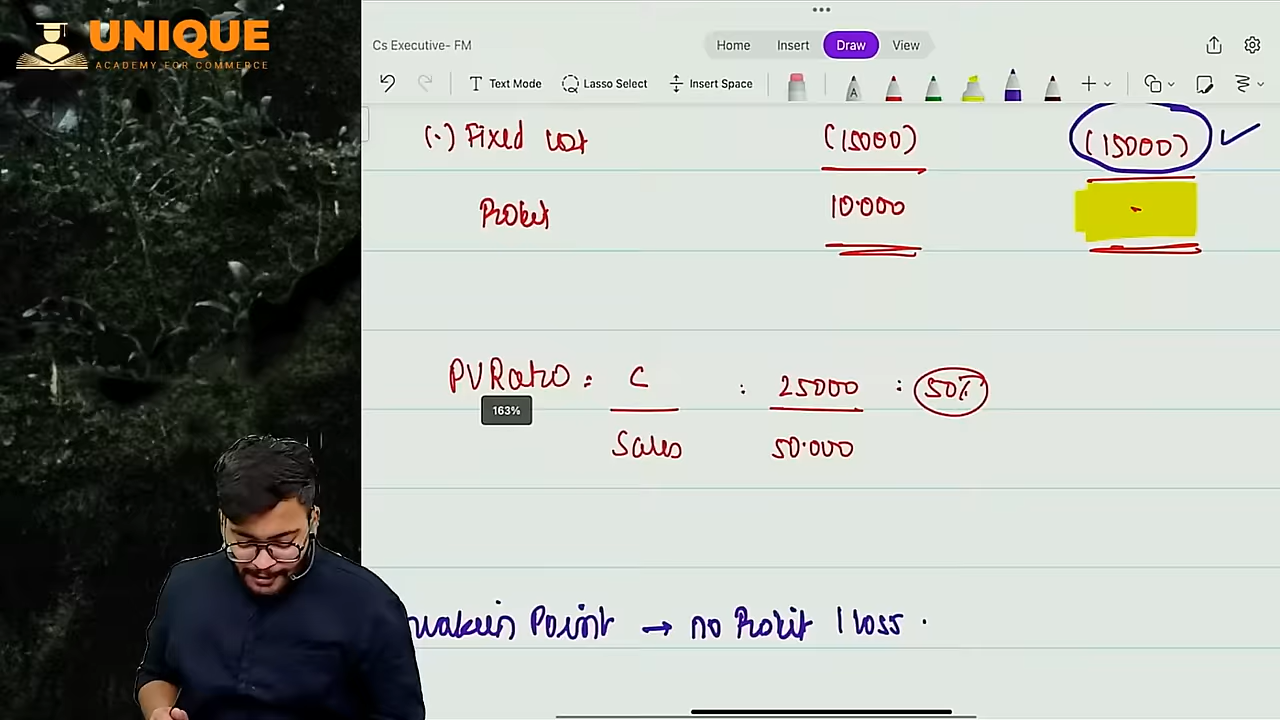 UNIQUE
ACADEMY FOR COMMERCE
Cs Executive- FM
Home Insert Draw View
Text Mode Lasso Select Insert Space
(-) Fixed cost (15000) (15000)
Profit 10.000 -
PV Ratio = C : 25000 : 50%
163%
Sales 50.000
Point → no Profit / loss .